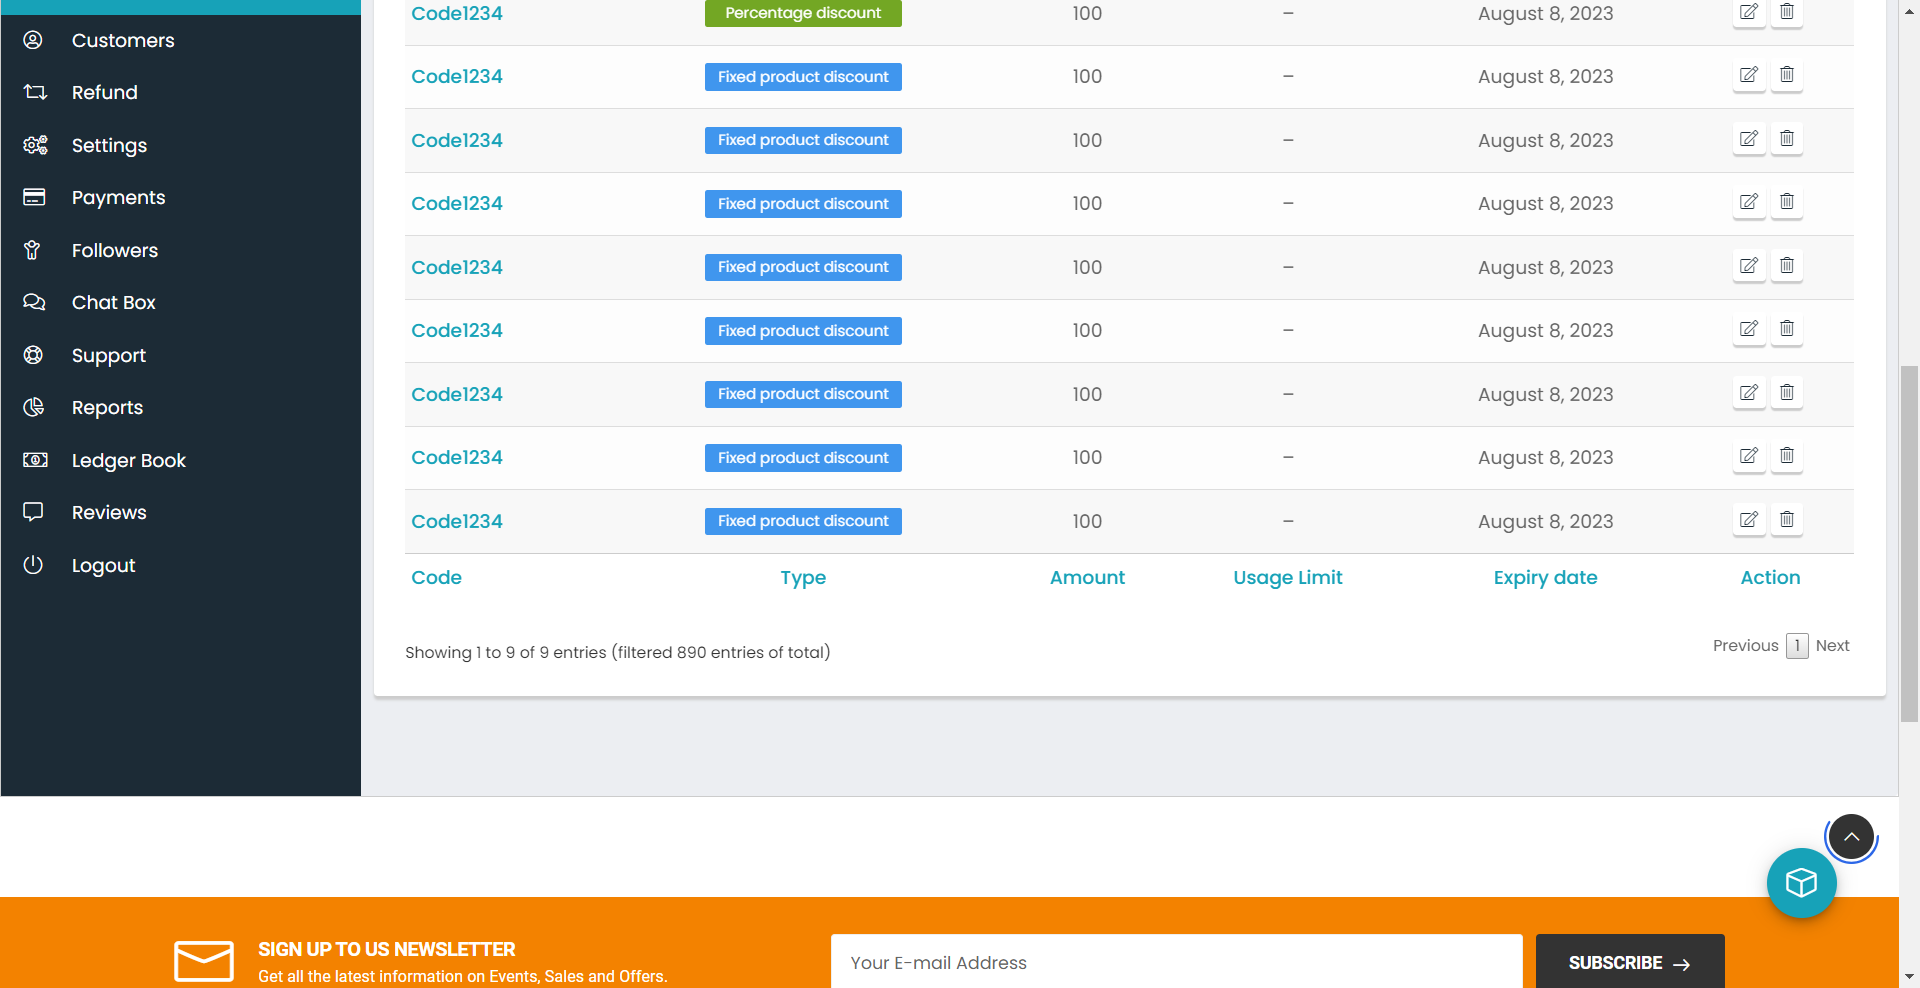 Customers
Refund
Settings
Payments
Followers
Chat Box
Support
Reports
Ledger Book
Reviews
Logout
Code1234 Percentage discount 100 – August 8, 2023
Code1234 Fixed product discount 100 – August 8, 2023
Code1234 Fixed product discount 100 – August 8, 2023
Code1234 Fixed product discount 100 – August 8, 2023
Code1234 Fixed product discount 100 – August 8, 2023
Code1234 Fixed product discount 100 – August 8, 2023
Code1234 Fixed product discount 100 – August 8, 2023
Code1234 Fixed product discount 100 – August 8, 2023
Code1234 Fixed product discount 100 – August 8, 2023
Code Type Amount Usage Limit Expiry date Action
Showing 1 to 9 of 9 entries (filtered 890 entries of total)
Previous 1 Next
SIGN UP TO US NEWSLETTER
Get all the latest information on Events, Sales and Offers.
Your E-mail Address
SUBSCRIBE →